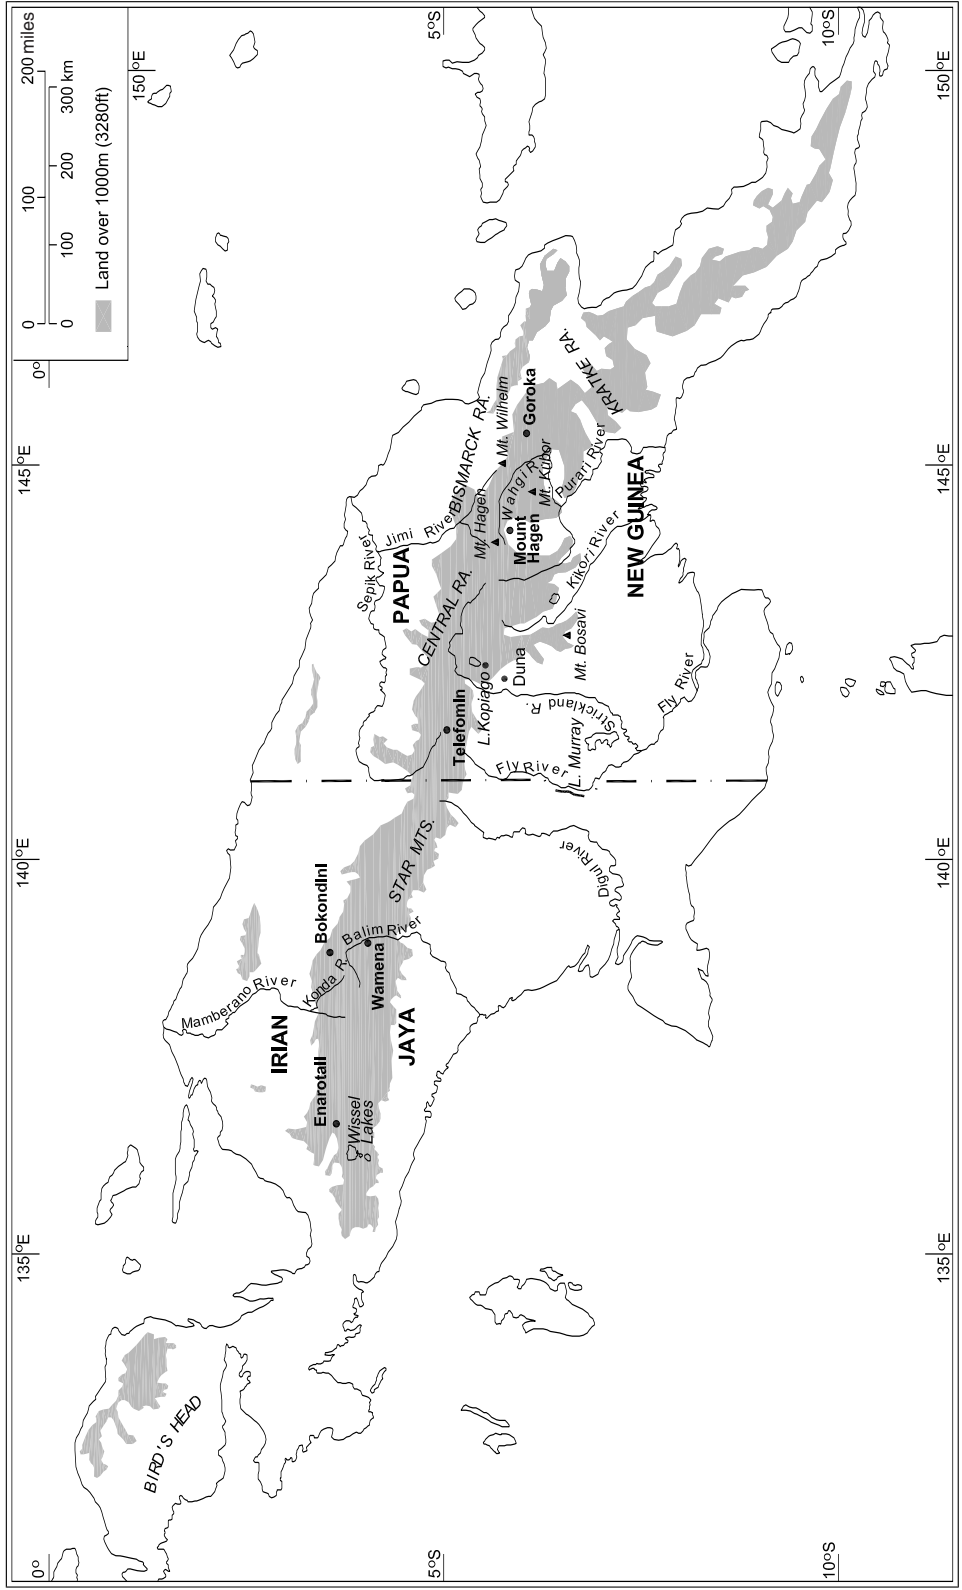 0°
135°E
140°E
145°E
0°
0 100 200 miles
0 100 200 300 km
Land over 1000m (3280ft)
150°E
BIRD'S HEAD
Mamberano River
IRIAN
JAYA
Enarotall
Wissel
Lakes
Konda R.
BokondInI
Balim River
Wamena
STAR MTS.
Digul River
Sepik River
Jimi River
PAPUA
CENTRAL RA.
BISMARCK RA.
Mt. Wilhelm
Mt. Hagen
Wahgi R.
Mt. Kubor
Mount
Hagen
Goroka
KRATKE RA.
Purari River
NEW GUINEA
Kikori River
Mt. Bosavi
Duna
L. Kopiago
TelefomIn
Strickland R.
L. Murray
Fly River
Fly River
5°S
5°S
10°S
10°S
135°E
140°E
145°E
150°E